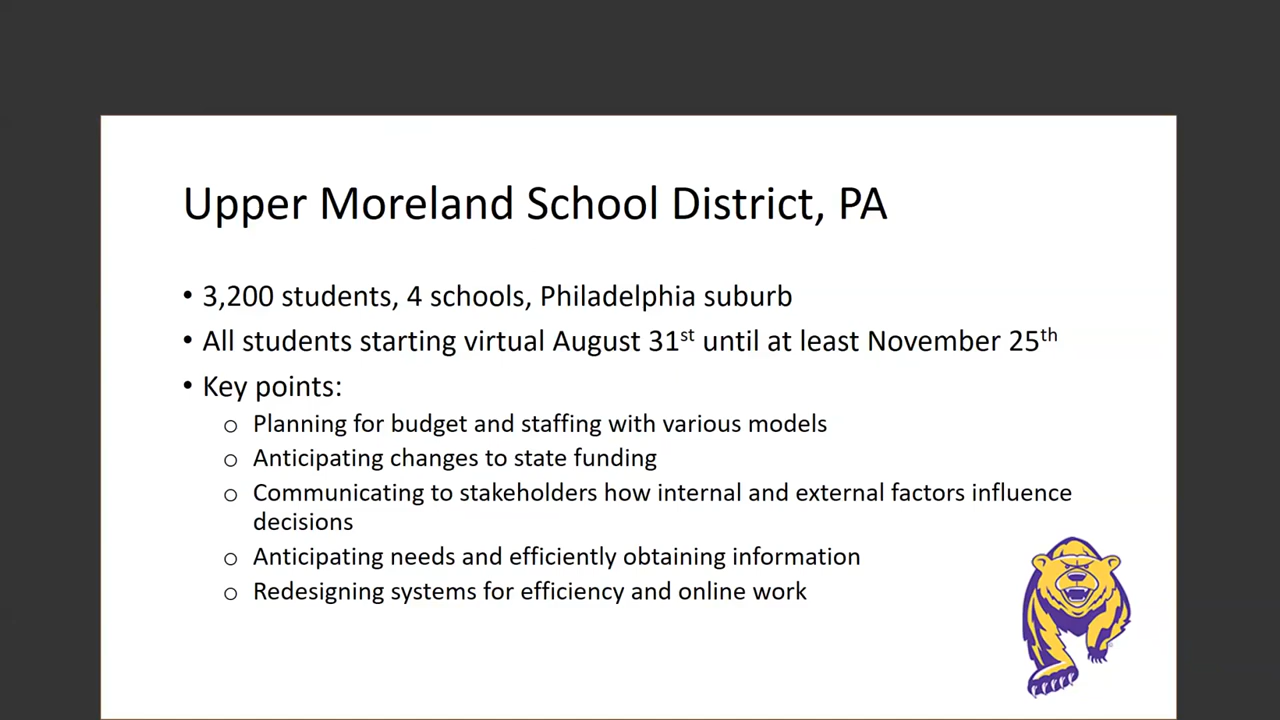 Upper Moreland School District, PA
• 3,200 students, 4 schools, Philadelphia suburb
• All students starting virtual August 31st until at least November 25th
• Key points:
o Planning for budget and staffing with various models
o Anticipating changes to state funding
o Communicating to stakeholders how internal and external factors influence
decisions
o Anticipating needs and efficiently obtaining information
o Redesigning systems for efficiency and online work